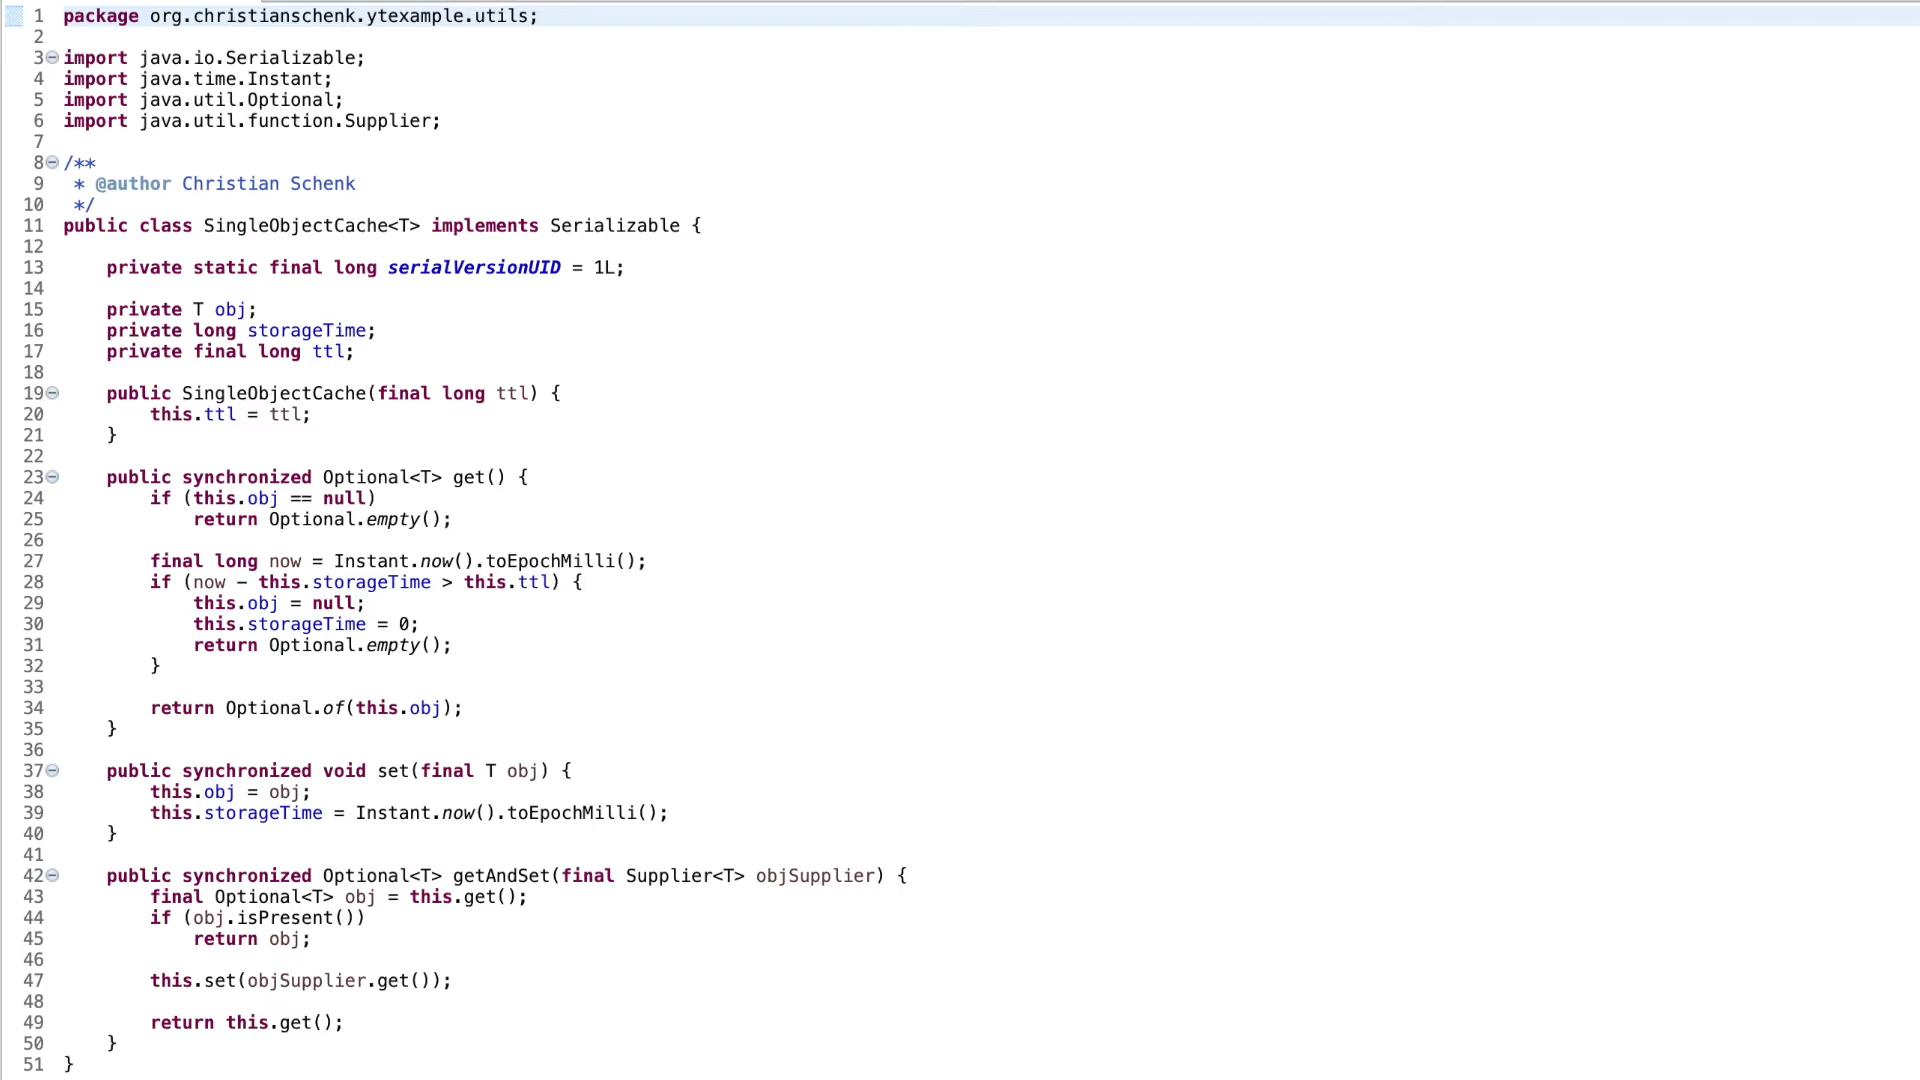 1 package org.christianschenk.ytexample.utils;
2
3 import java.io.Serializable;
4 import java.time.Instant;
5 import java.util.Optional;
6 import java.util.function.Supplier;
7
8 /**
9  * @author Christian Schenk
10  */
11 public class SingleObjectCache<T> implements Serializable {
12
13     private static final long serialVersionUID = 1L;
14
15     private T obj;
16     private long storageTime;
17     private final long ttl;
18
19     public SingleObjectCache(final long ttl) {
20         this.ttl = ttl;
21     }
22
23     public synchronized Optional<T> get() {
24         if (this.obj == null)
25             return Optional.empty();
26
27         final long now = Instant.now().toEpochMilli();
28         if (now - this.storageTime > this.ttl) {
29             this.obj = null;
30             this.storageTime = 0;
31             return Optional.empty();
32         }
33
34         return Optional.of(this.obj);
35     }
36
37     public synchronized void set(final T obj) {
38         this.obj = obj;
39         this.storageTime = Instant.now().toEpochMilli();
40     }
41
42     public synchronized Optional<T> getAndSet(final Supplier<T> objSupplier) {
43         final Optional<T> obj = this.get();
44         if (obj.isPresent())
45             return obj;
46
47         this.set(objSupplier.get());
48
49         return this.get();
50     }
51 }